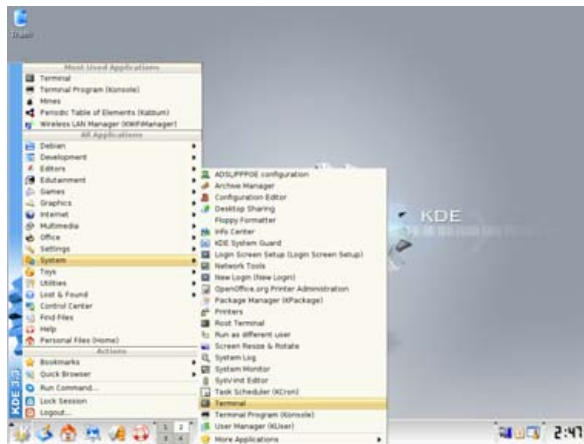 Trash
Most Used Applications
Terminal
Terminal Program (Konsole)
Mines
Periodic Table of Elements (Kalzium)
Wireless LAN Manager (KWiFiManager)
All Applications
Debian
Development
Editors
Edutainment
Games
Graphics
Internet
Multimedia
Office
Settings
System
Toys
Utilities
Lost & Found
Control Center
Find Files
Help
Personal Files (Home)
Actions
Bookmarks
Quick Browser
Run Command...
Lock Session
Logout...
KDE 3.3
ADSL/PPPOE configuration
Archive Manager
Configuration Editor
Desktop Sharing
Floppy Formatter
Info Center
KDE System Guard
Login Screen Setup (Login Screen Setup)
Network Tools
New Login (New Login)
OpenOffice.org Printer Administration
Package Manager (KPackage)
Printers
Root Terminal
Run as different user
Screen Resize & Rotate
System Log
System Monitor
SysV-Init Editor
Task Scheduler (KCron)
Terminal
Terminal Program (Konsole)
User Manager (KUser)
More Applications
KDE
1 2
3 4
2:47